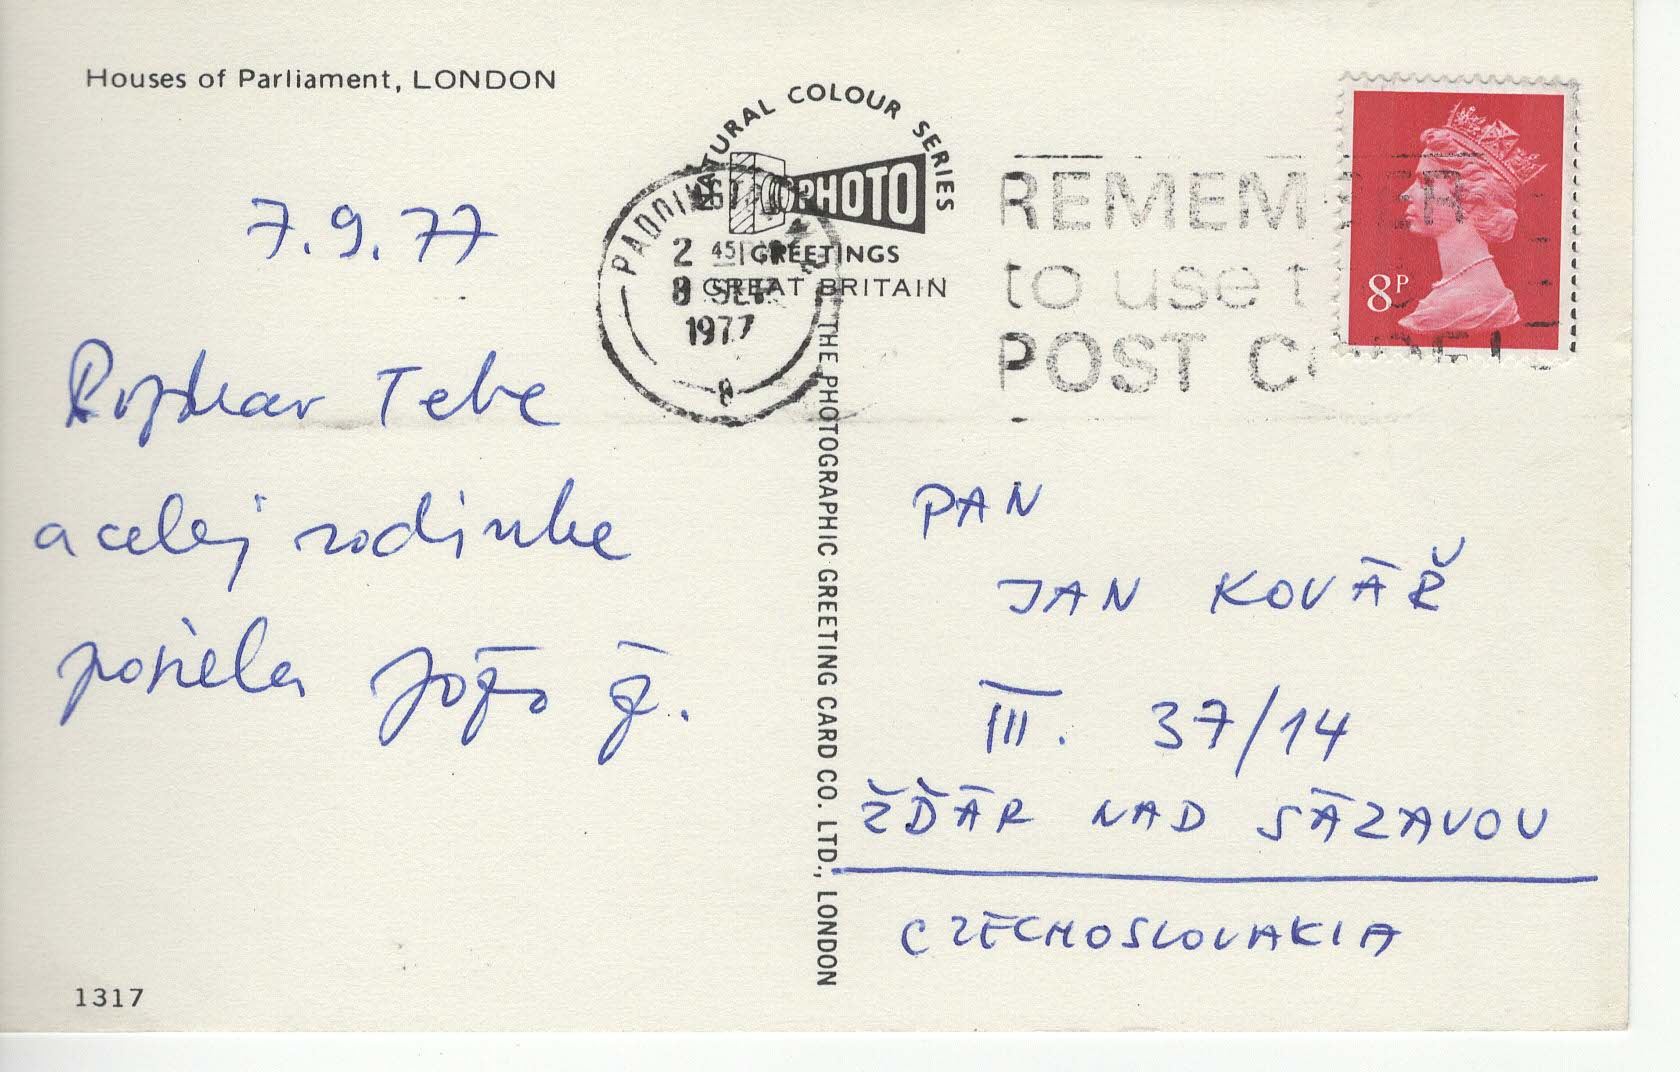 Houses of Parliament, LONDON
NATURAL COLOUR SERIES
PHOTO
GREETINGS
GREAT BRITAIN
PADDINGTON
2 45
8 SEP
1977
REMEMBER
to use t
POST CODE
8P
7.9.77
Pozdrav Tebe
a celej rodinke
posiela
THE PHOTOGRAPHIC GREETING CARD CO. LTD., LONDON
PAN
JAN KOVÁŘ
III. 37/14
ŽĎÁR NAD SÁZAVOU
CZECHOSLOVAKIA
1317